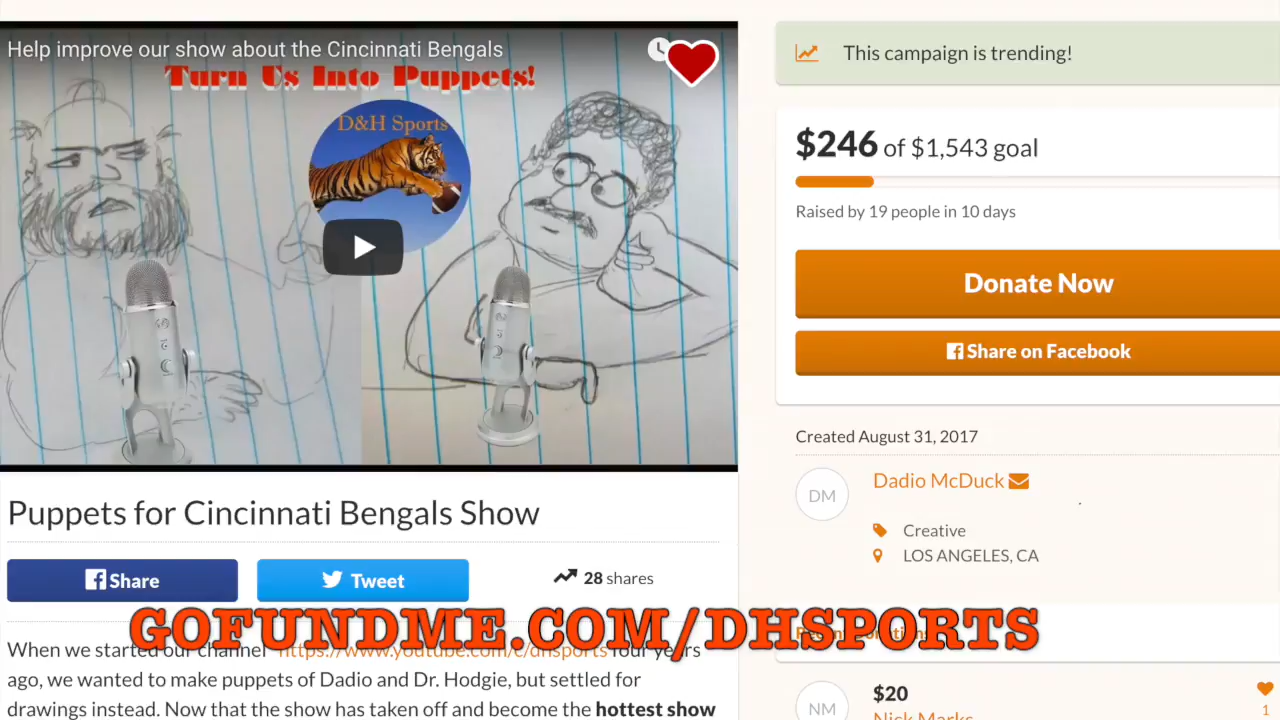 Help improve our show about the Cincinnati Bengals
Turn Us Into Puppets!
D&H Sports
Puppets for Cincinnati Bengals Show
Share
Tweet
28 shares
When we started our channel https://www.youtube.com/c/dhsports four years
ago, we wanted to make puppets of Dadio and Dr. Hodgie, but settled for
drawings instead. Now that the show has taken off and become the hottest show
GOFUNDME.COM/DHSPORTS
This campaign is trending!
$246 of $1,543 goal
Raised by 19 people in 10 days
Donate Now
Share on Facebook
Created August 31, 2017
DM
Dadio McDuck
Creative
LOS ANGELES, CA
NM
$20
Nick Marks
1